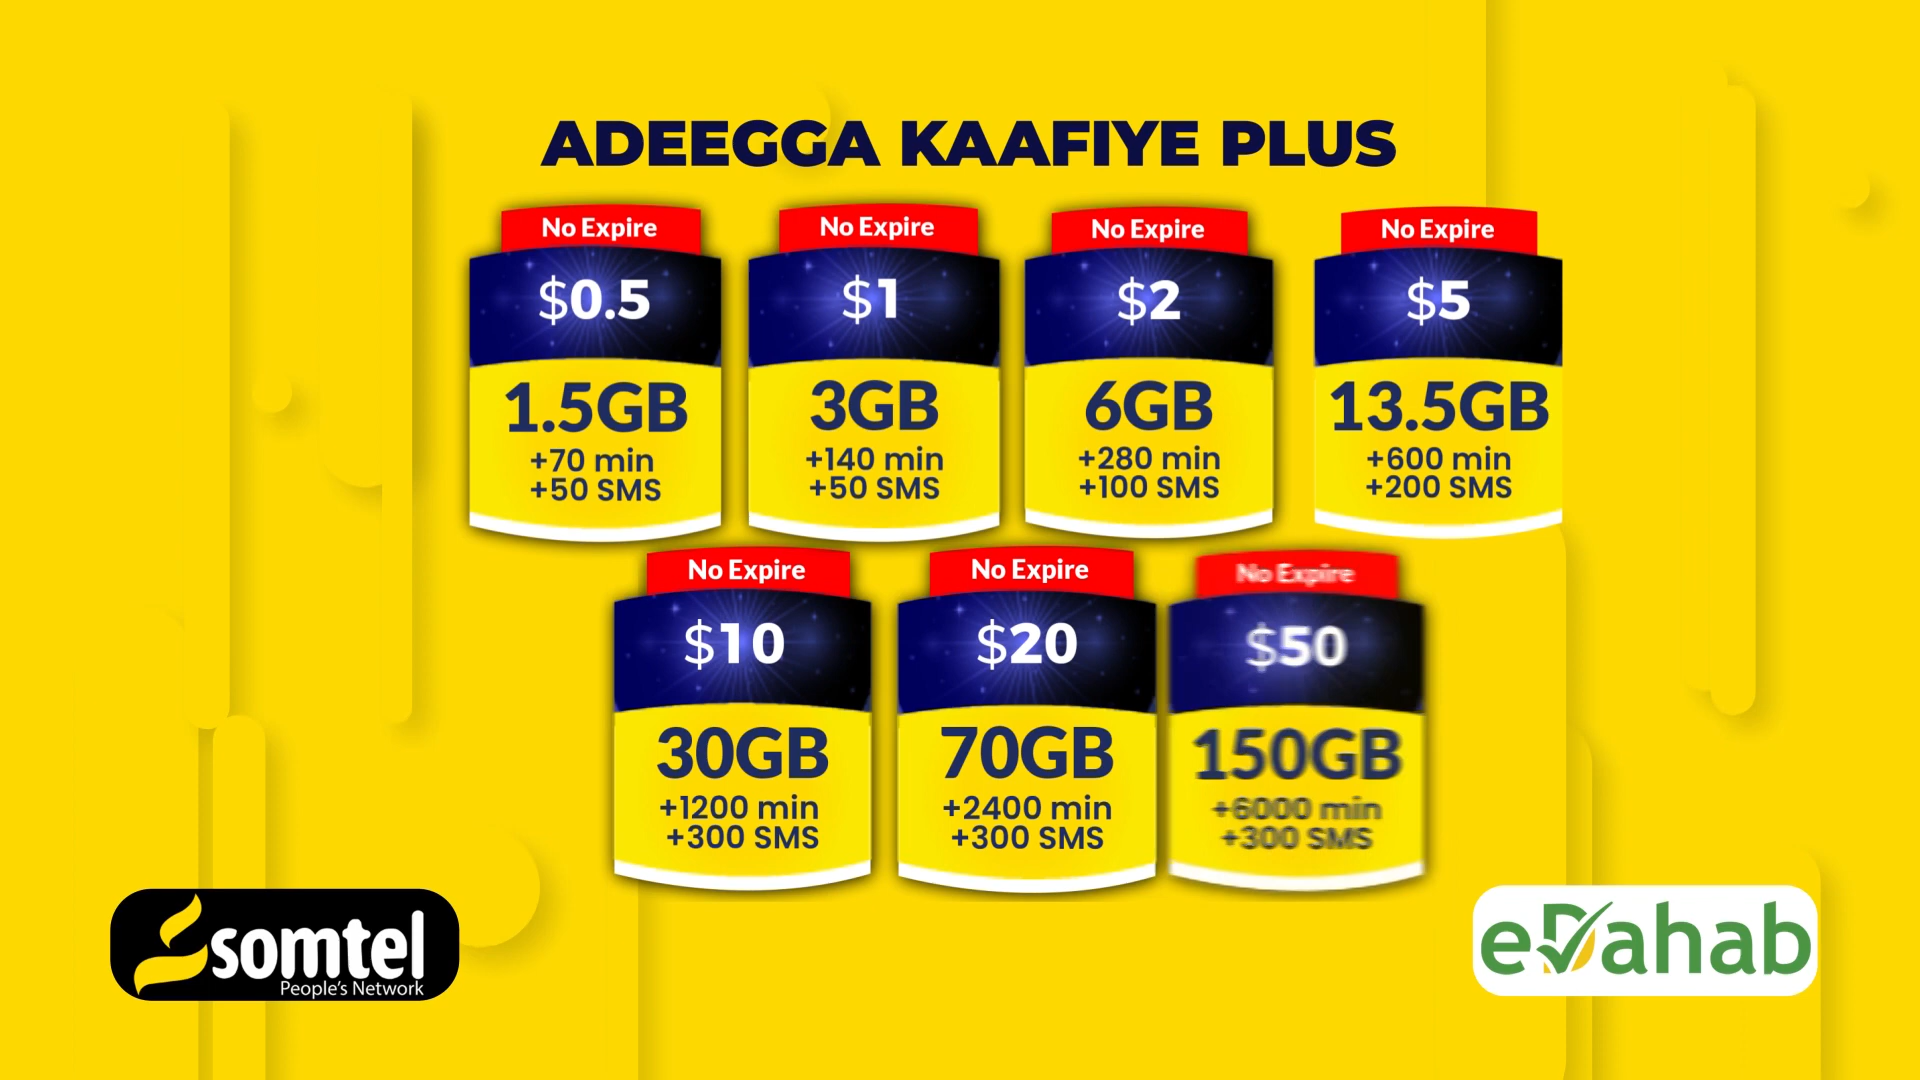 ADEEGGA KAAFIYE PLUS
No Expire
$0.5
1.5GB
+70 min
+50 SMS
No Expire
$1
3GB
+140 min
+50 SMS
No Expire
$2
6GB
+280 min
+100 SMS
No Expire
$5
13.5GB
+600 min
+200 SMS
No Expire
$10
30GB
+1200 min
+300 SMS
No Expire
$20
70GB
+2400 min
+300 SMS
No Expire
$50
150GB
+6000 min
+300 SMS
somtel
People's Network
eDahab